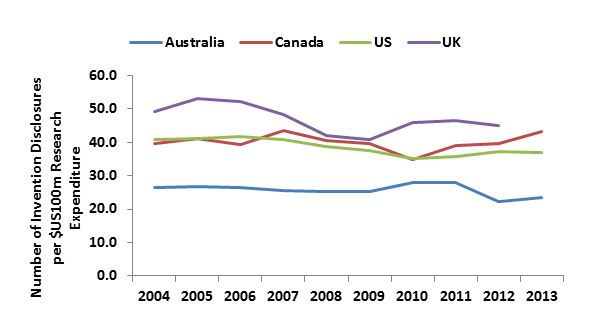 Australia Canada US UK
Number of Invention Disclosures
per $US100m Research
Expenditure
60.0
50.0
40.0
30.0
20.0
10.0
0.0
2004 2005 2006 2007 2008 2009 2010 2011 2012 2013